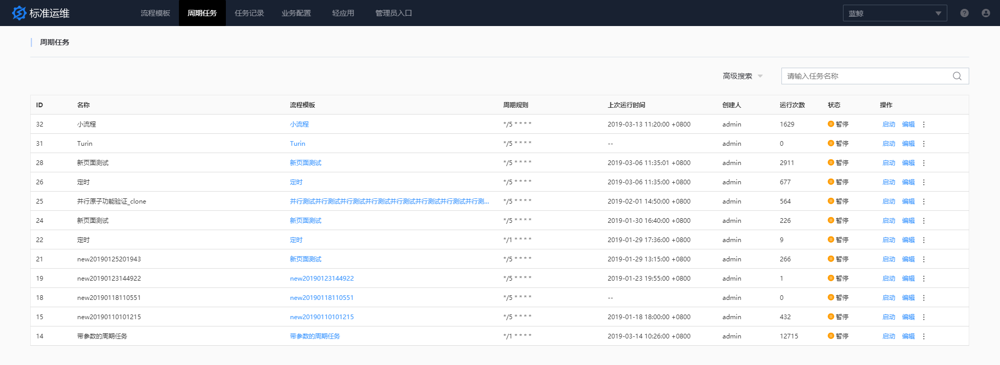 标准运维 流程模板 周期任务 任务记录 业务配置 轻应用 管理员入口 蓝鲸
周期任务
高级搜索 请输入任务名称
ID 名称 流程模板 周期规则 上次运行时间 创建人 运行次数 状态 操作
32 小流程 小流程 */5 * * * * 2019-03-13 11:20:00 +0800 admin 1629 暂停 启动 编辑
31 Turin Turin */5 * * * * -- admin 0 暂停 启动 编辑
28 新页面测试 新页面测试 */5 * * * * 2019-03-06 11:35:01 +0800 admin 2911 暂停 启动 编辑
26 定时 定时 */5 * * * * 2019-03-06 11:35:00 +0800 admin 677 暂停 启动 编辑
25 并行原子功能验证_clone 并行测试并行测试并行测试并行测试并行测试并行测试并行测试并行测... */5 * * * * 2019-02-01 14:50:00 +0800 admin 564 暂停 启动 编辑
24 新页面测试 新页面测试 */5 * * * * 2019-01-30 16:40:00 +0800 admin 226 暂停 启动 编辑
22 定时 定时 */1 * * * * 2019-01-29 17:36:00 +0800 admin 9 暂停 启动 编辑
21 new20190125201943 新页面测试 */5 * * * * 2019-01-29 13:15:00 +0800 admin 266 暂停 启动 编辑
19 new20190123144922 new20190123144922 */5 * * * * 2019-01-23 19:55:00 +0800 admin 1 暂停 启动 编辑
18 new20190118110551 new20190118110551 */5 * * * * -- admin 0 暂停 启动 编辑
15 new20190110101215 new20190110101215 */5 * * * * 2019-01-18 18:00:00 +0800 admin 432 暂停 启动 编辑
14 带参数的周期任务 带参数的周期任务 */1 * * * * 2019-03-14 10:26:00 +0800 admin 12715 暂停 启动 编辑